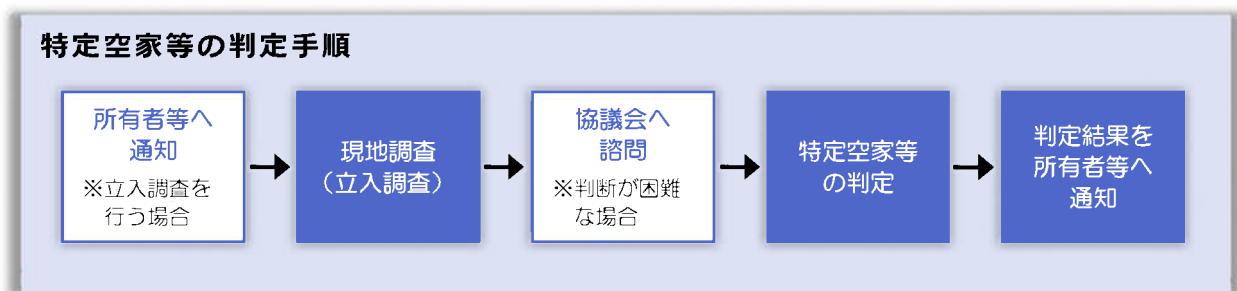 特定空家等の判定手順
所有者等へ
通知
※立入調査を
行う場合
現地調査
(立入調査)
協議会へ
諮問
※判断が困難
な場合
特定空家等
の判定
判定結果を
所有者等へ
通知